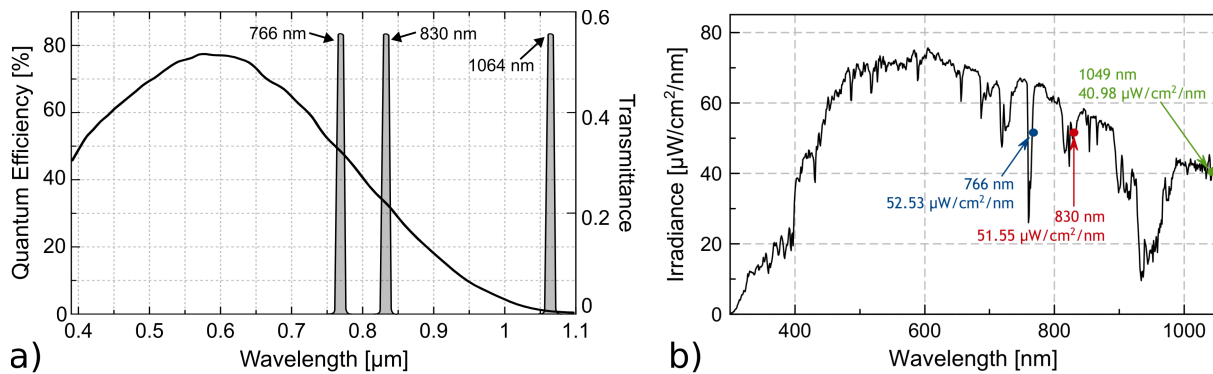 Quantum Efficiency [%]
80
60
40
20
0
0.4
0.5
0.6
0.7
0.8
0.9
1
1.1
Wavelength [µm]
0.6
0.4
0.2
0
Transmittance
766 nm
830 nm
1064 nm
a)
Irradiance [µW/cm²/nm]
80
60
40
20
0
400
600
800
1000
Wavelength [nm]
1049 nm
40.98 µW/cm²/nm
766 nm
52.53 µW/cm²/nm
830 nm
51.55 µW/cm²/nm
b)